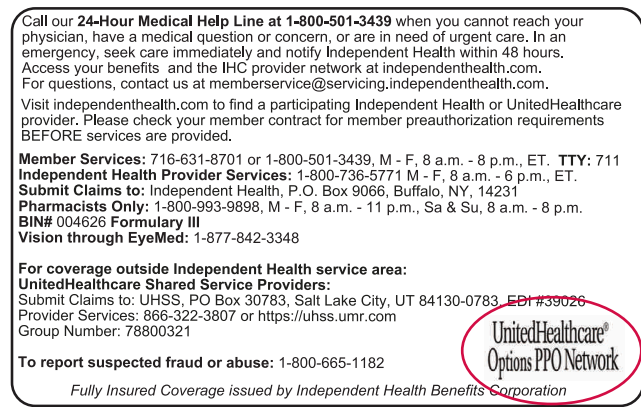 Call our 24-Hour Medical Help Line at 1-800-501-3439 when you cannot reach your
physician, have a medical question or concern, or are in need of urgent care. In an
emergency, seek care immediately and notify Independent Health within 48 hours.
Access your benefits and the IHC provider network at independenthealth.com.
For questions, contact us at memberservice@servicing.independenthealth.com.
Visit independenthealth.com to find a participating Independent Health or UnitedHealthcare
provider. Please check your member contract for member preauthorization requirements
BEFORE services are provided.
Member Services: 716-631-8701 or 1-800-501-3439, M - F, 8 a.m. - 8 p.m., ET. TTY: 711
Independent Health Provider Services: 1-800-736-5771 M - F, 8 a.m. - 6 p.m., ET.
Submit Claims to: Independent Health, P.O. Box 9066, Buffalo, NY, 14231
Pharmacists Only: 1-800-993-9898, M - F, 8 a.m. - 11 p.m., Sa & Su, 8 a.m. - 8 p.m.
BIN# 004626 Formulary III
Vision through EyeMed: 1-877-842-3348
For coverage outside Independent Health service area:
UnitedHealthcare Shared Service Providers:
Submit Claims to: UHSS, PO Box 30783, Salt Lake City, UT 84130-0783, EDI #39026
Provider Services: 866-322-3807 or https://uhss.umr.com
Group Number: 78800321
UnitedHealthcare®
Options PPO Network
To report suspected fraud or abuse: 1-800-665-1182
Fully Insured Coverage issued by Independent Health Benefits Corporation